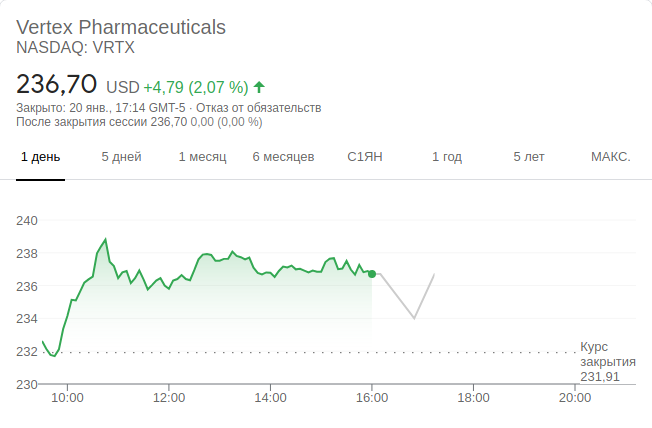 Vertex Pharmaceuticals
NASDAQ: VRTX
236,70 USD +4,79 (2,07 %)
Закрыто: 20 янв., 17:14 GMT-5 · Отказ от обязательств
После закрытия сессии 236,70 0,00 (0,00 %)
1 день 5 дней 1 месяц 6 месяцев С1ЯН 1 год 5 лет МАКС.
240
238
236
234
232
230
Курс
закрытия
231,91
10:00 12:00 14:00 16:00 18:00 20:00